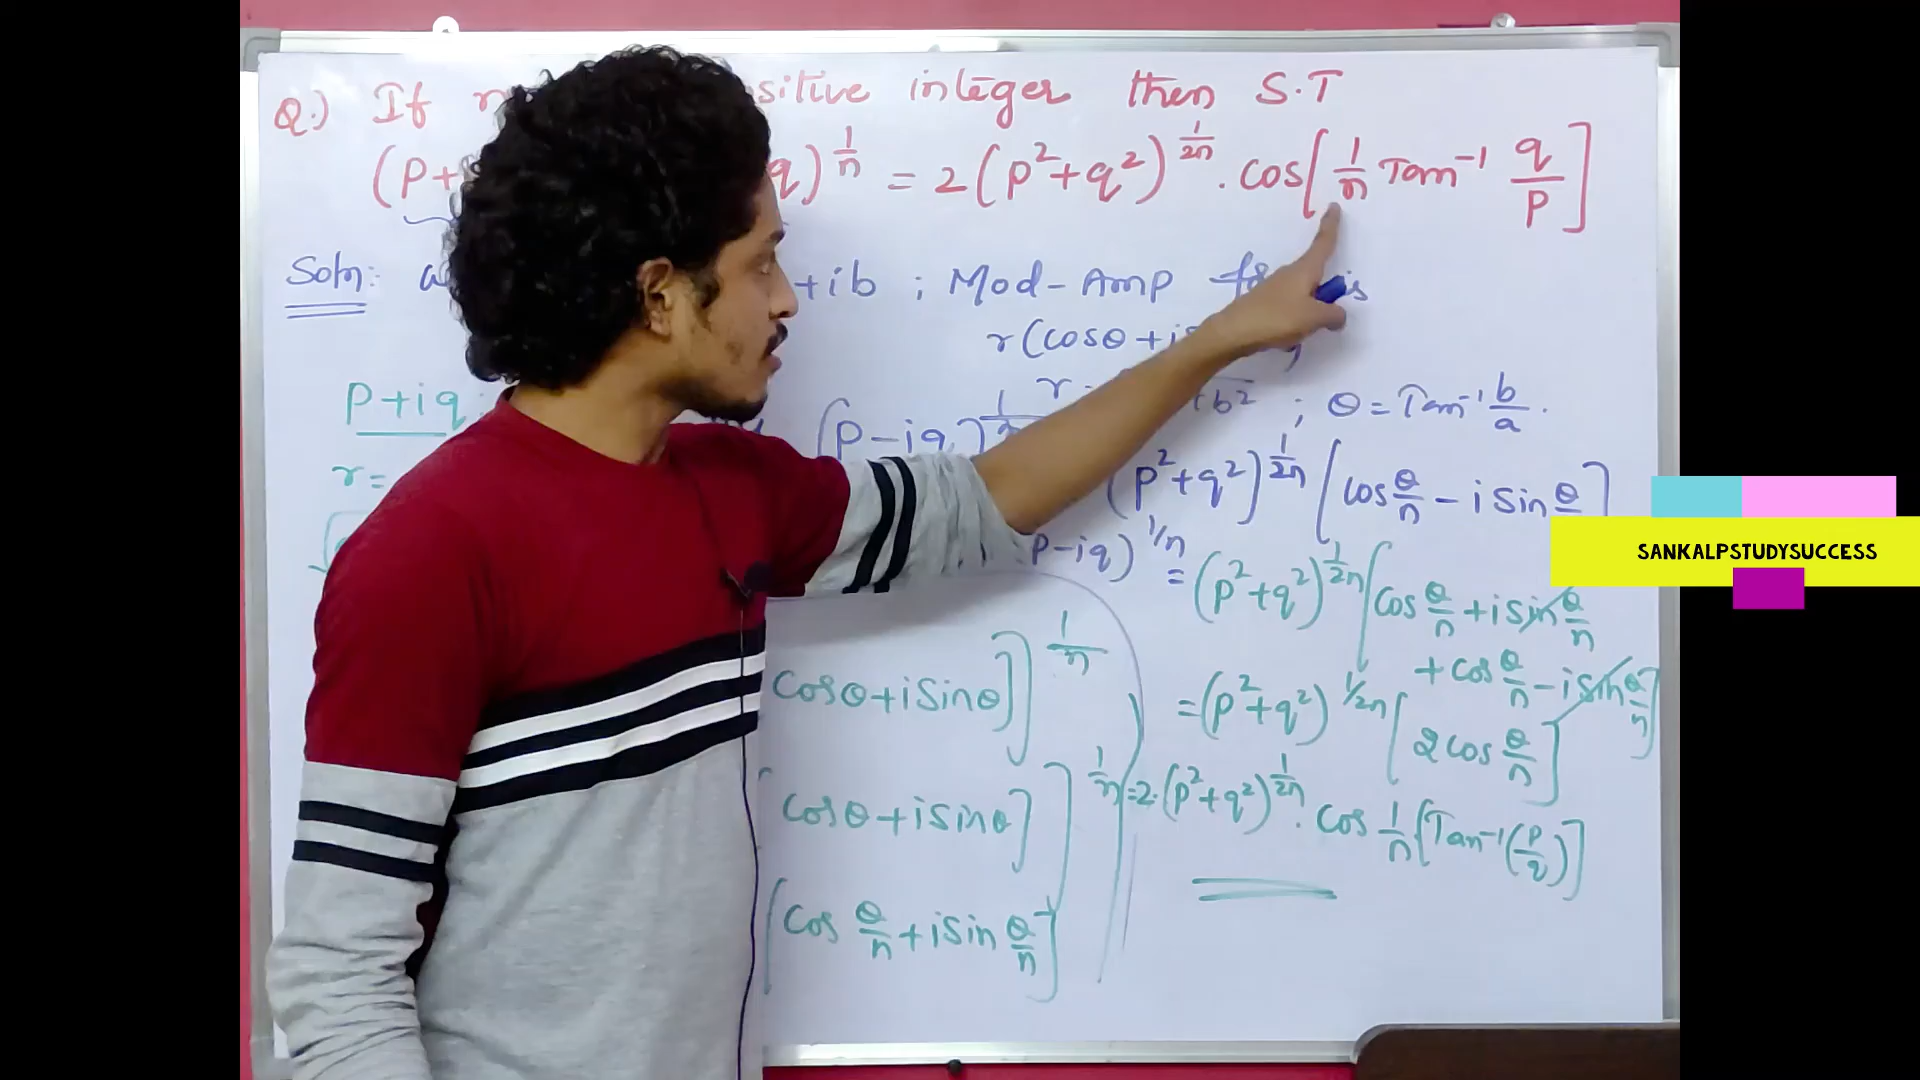 Q.) If n sitive integer then S.T
(P+ q)^{1/n} = 2(p²+q²)^{1/2n} . cos[1/n Tan⁻¹ q/p]
Soln: +ib ; Mod-Amp is
r(cosθ+i
P+iq r +b² ; θ = Tan⁻¹ b/a .
(P-iq)
r= (p²+q²)^{1/2n} [cos θ/n - i Sin θ
SANKALPSTUDYSUCCESS
P-iq)^{1/n} = (p²+q²)^{1/2n} [cos θ/n + i sin θ/n
+ cos θ/n - i sin θ/n]
cosθ+isinθ]]^{1/n}
= (p²+q²)^{1/2n} [2 cos θ/n]
cosθ+isinθ]]^{1/n} = 2.(p²+q²)^{1/2n} . cos 1/n [Tan⁻¹(p/q)]
[cos θ/n + i sin θ/n]